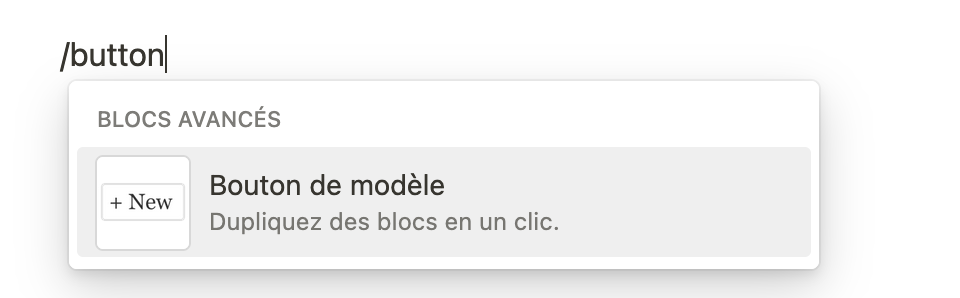 /button
BLOCS AVANCÉS
+ New
Bouton de modèle
Dupliquez des blocs en un clic.